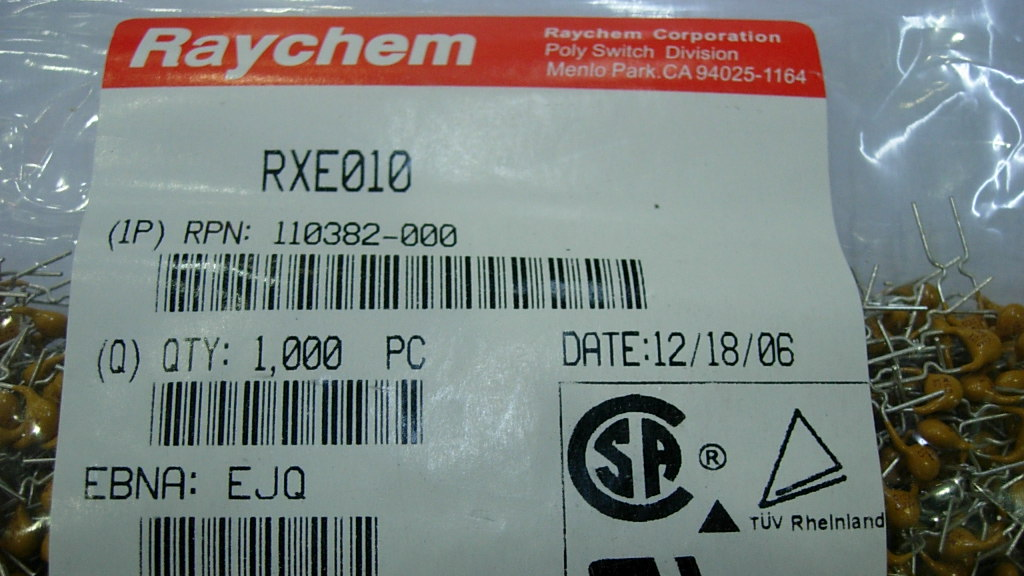 Raychem
Raychem Corporation
Poly Switch Division
Menlo Park.CA 94025-1164
RXE010
(1P) RPN: 110382-000
(Q) QTY: 1,000 PC
DATE:12/18/06
EBNA: EJQ
SA ®
TÜV Rheinland